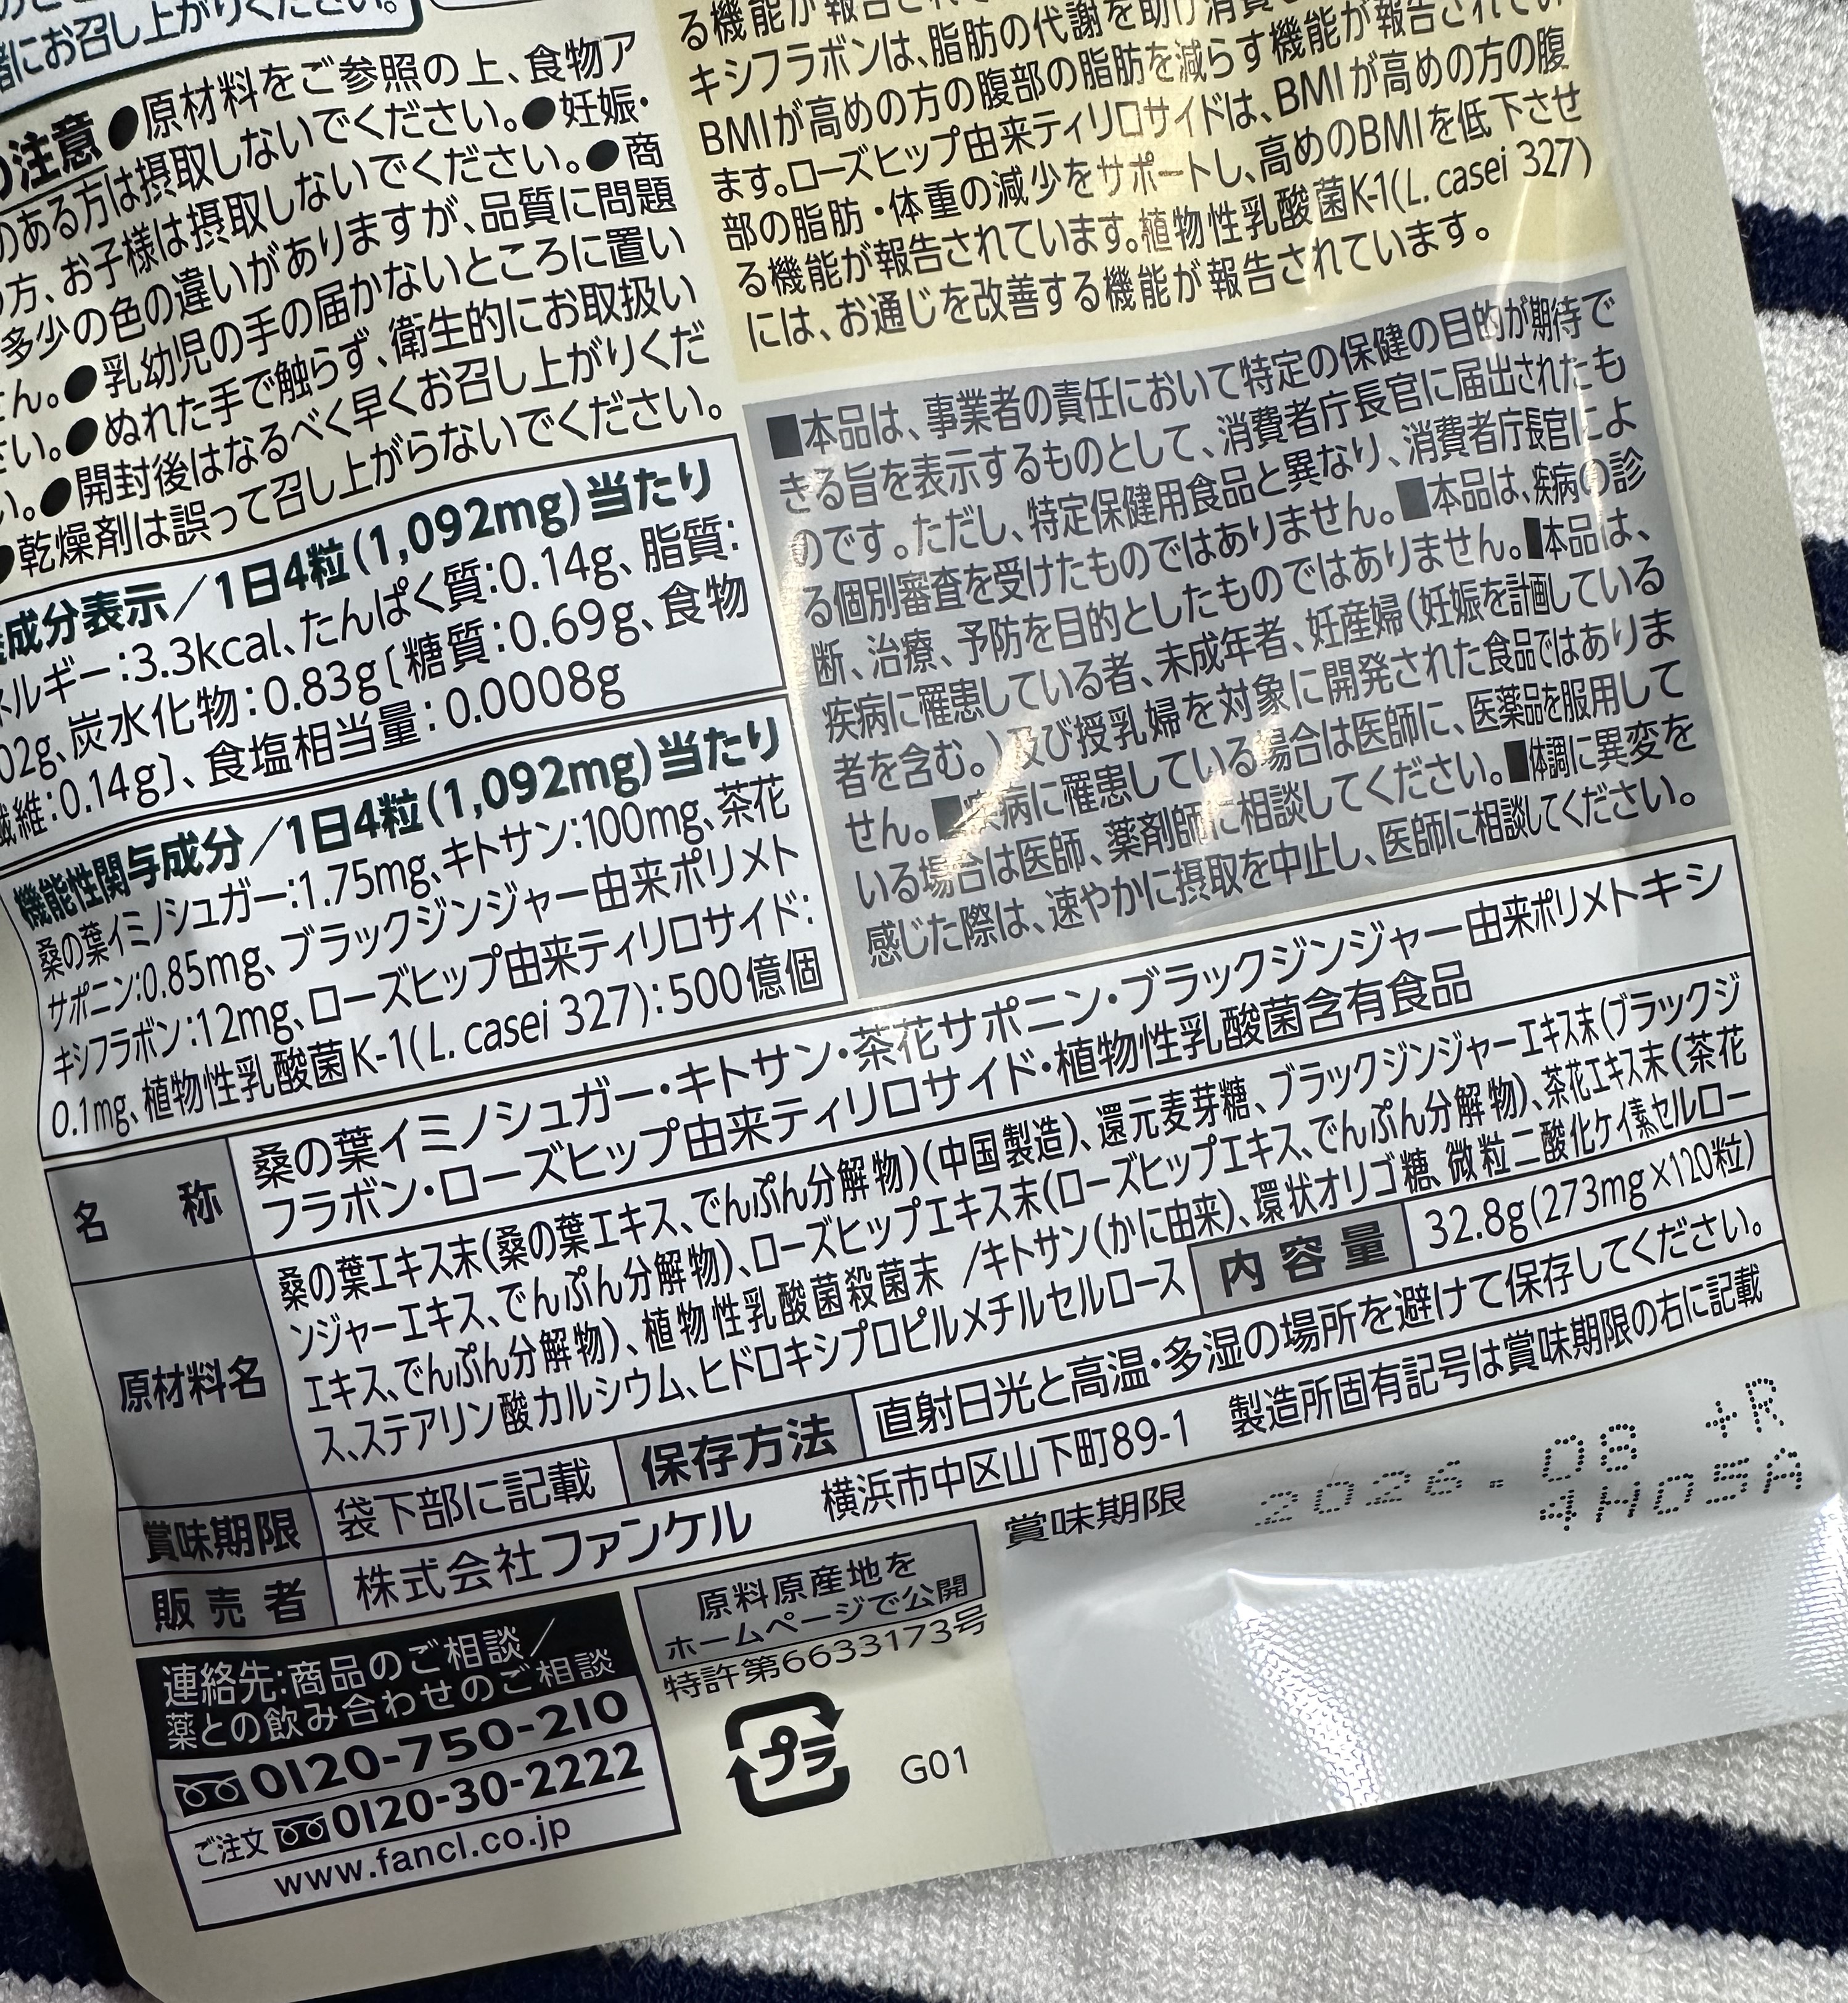 緒にお召し上がりください。
の注意 ●原材料をご参照の上、食物ア
のある方は摂取しないでください。●妊娠・
の方、お子様は摂取しないでください。●商
多少の色の違いがありますが、品質に問題
せん。●乳幼児の手の届かないところに置い
さい。●ぬれた手で触らず、衛生的にお取扱い
い。●開封後はなるべく早くお召し上がりくだ
●乾燥剤は誤って召し上がらないでください。
成分表示/1日4粒(1,092mg)当たり
ネルギー:3.3kcal、たんぱく質:0.14g、脂質:
02g、炭水化物:0.83g[糖質:0.69g、食物
繊維:0.14g]、食塩相当量:0.0008g
機能性関与成分/1日4粒(1,092mg)当たり
桑の葉イミノシュガー:1.75mg、キトサン:100mg、茶花
サポニン:0.85mg、ブラックジンジャー由来ポリメト
キシフラボン:12mg、ローズヒップ由来ティリロサイド:
0.1mg、植物性乳酸菌K-1(L. casei 327):500億個
る機能が報告されて
キシフラボンは、脂肪の代謝を助け消費
BMIが高めの方の腹部の脂肪を減らす機能が報告されてい
ます。ローズヒップ由来ティリロサイドは、BMIが高めの方の腹
部の脂肪・体重の減少をサポートし、高めのBMIを低下させ
る機能が報告されています。植物性乳酸菌K-1(L. casei 327)
には、お通じを改善する機能が報告されています。
■本品は、事業者の責任において特定の保健の目的が期待で
きる旨を表示するものとして、消費者庁長官に届出されたも
のです。ただし、特定保健用食品と異なり、消費者庁長官によ
る個別審査を受けたものではありません。■本品は、疾病の診
断、治療、予防を目的としたものではありません。■本品は、
疾病に罹患している者、未成年者、妊産婦(妊娠を計画している
者を含む。)及び授乳婦を対象に開発された食品ではありま
せん。■疾病に罹患している場合は医師に、医薬品を服用して
いる場合は医師、薬剤師に相談してください。■体調に異変を
感じた際は、速やかに摂取を中止し、医師に相談してください。
名 称
桑の葉イミノシュガー・キトサン・茶花サポニン・ブラックジンジャー由来ポリメトキシ
フラボン・ローズヒップ由来ティリロサイド・植物性乳酸菌含有食品
原材料名
桑の葉エキス末(桑の葉エキス、でんぷん分解物)(中国製造)、還元麦芽糖、ブラックジンジャーエキス末(ブラックジ
ンジャーエキス、でんぷん分解物)、ローズヒップエキス末(ローズヒップエキス、でんぷん分解物)、茶花エキス末(茶花
エキス、でんぷん分解物)、植物性乳酸菌殺菌末 /キトサン(かに由来)、環状オリゴ糖、微粒二酸化ケイ素、セルロー
ス、ステアリン酸カルシウム、ヒドロキシプロピルメチルセルロース
内容量 32.8g(273mg×120粒)
賞味期限 袋下部に記載 保存方法 直射日光と高温・多湿の場所を避けて保存してください。
販売者 株式会社ファンケル 横浜市中区山下町89-1 製造所固有記号は賞味期限の右に記載
連絡先:商品のご相談/
薬との飲み合わせのご相談
0120-750-210
ご注文 0120-30-2222
www.fancl.co.jp
原料原産地を
ホームページで公開
特許第6633173号
プラ
G01
賞味期限 2026.08 +R
4H05A